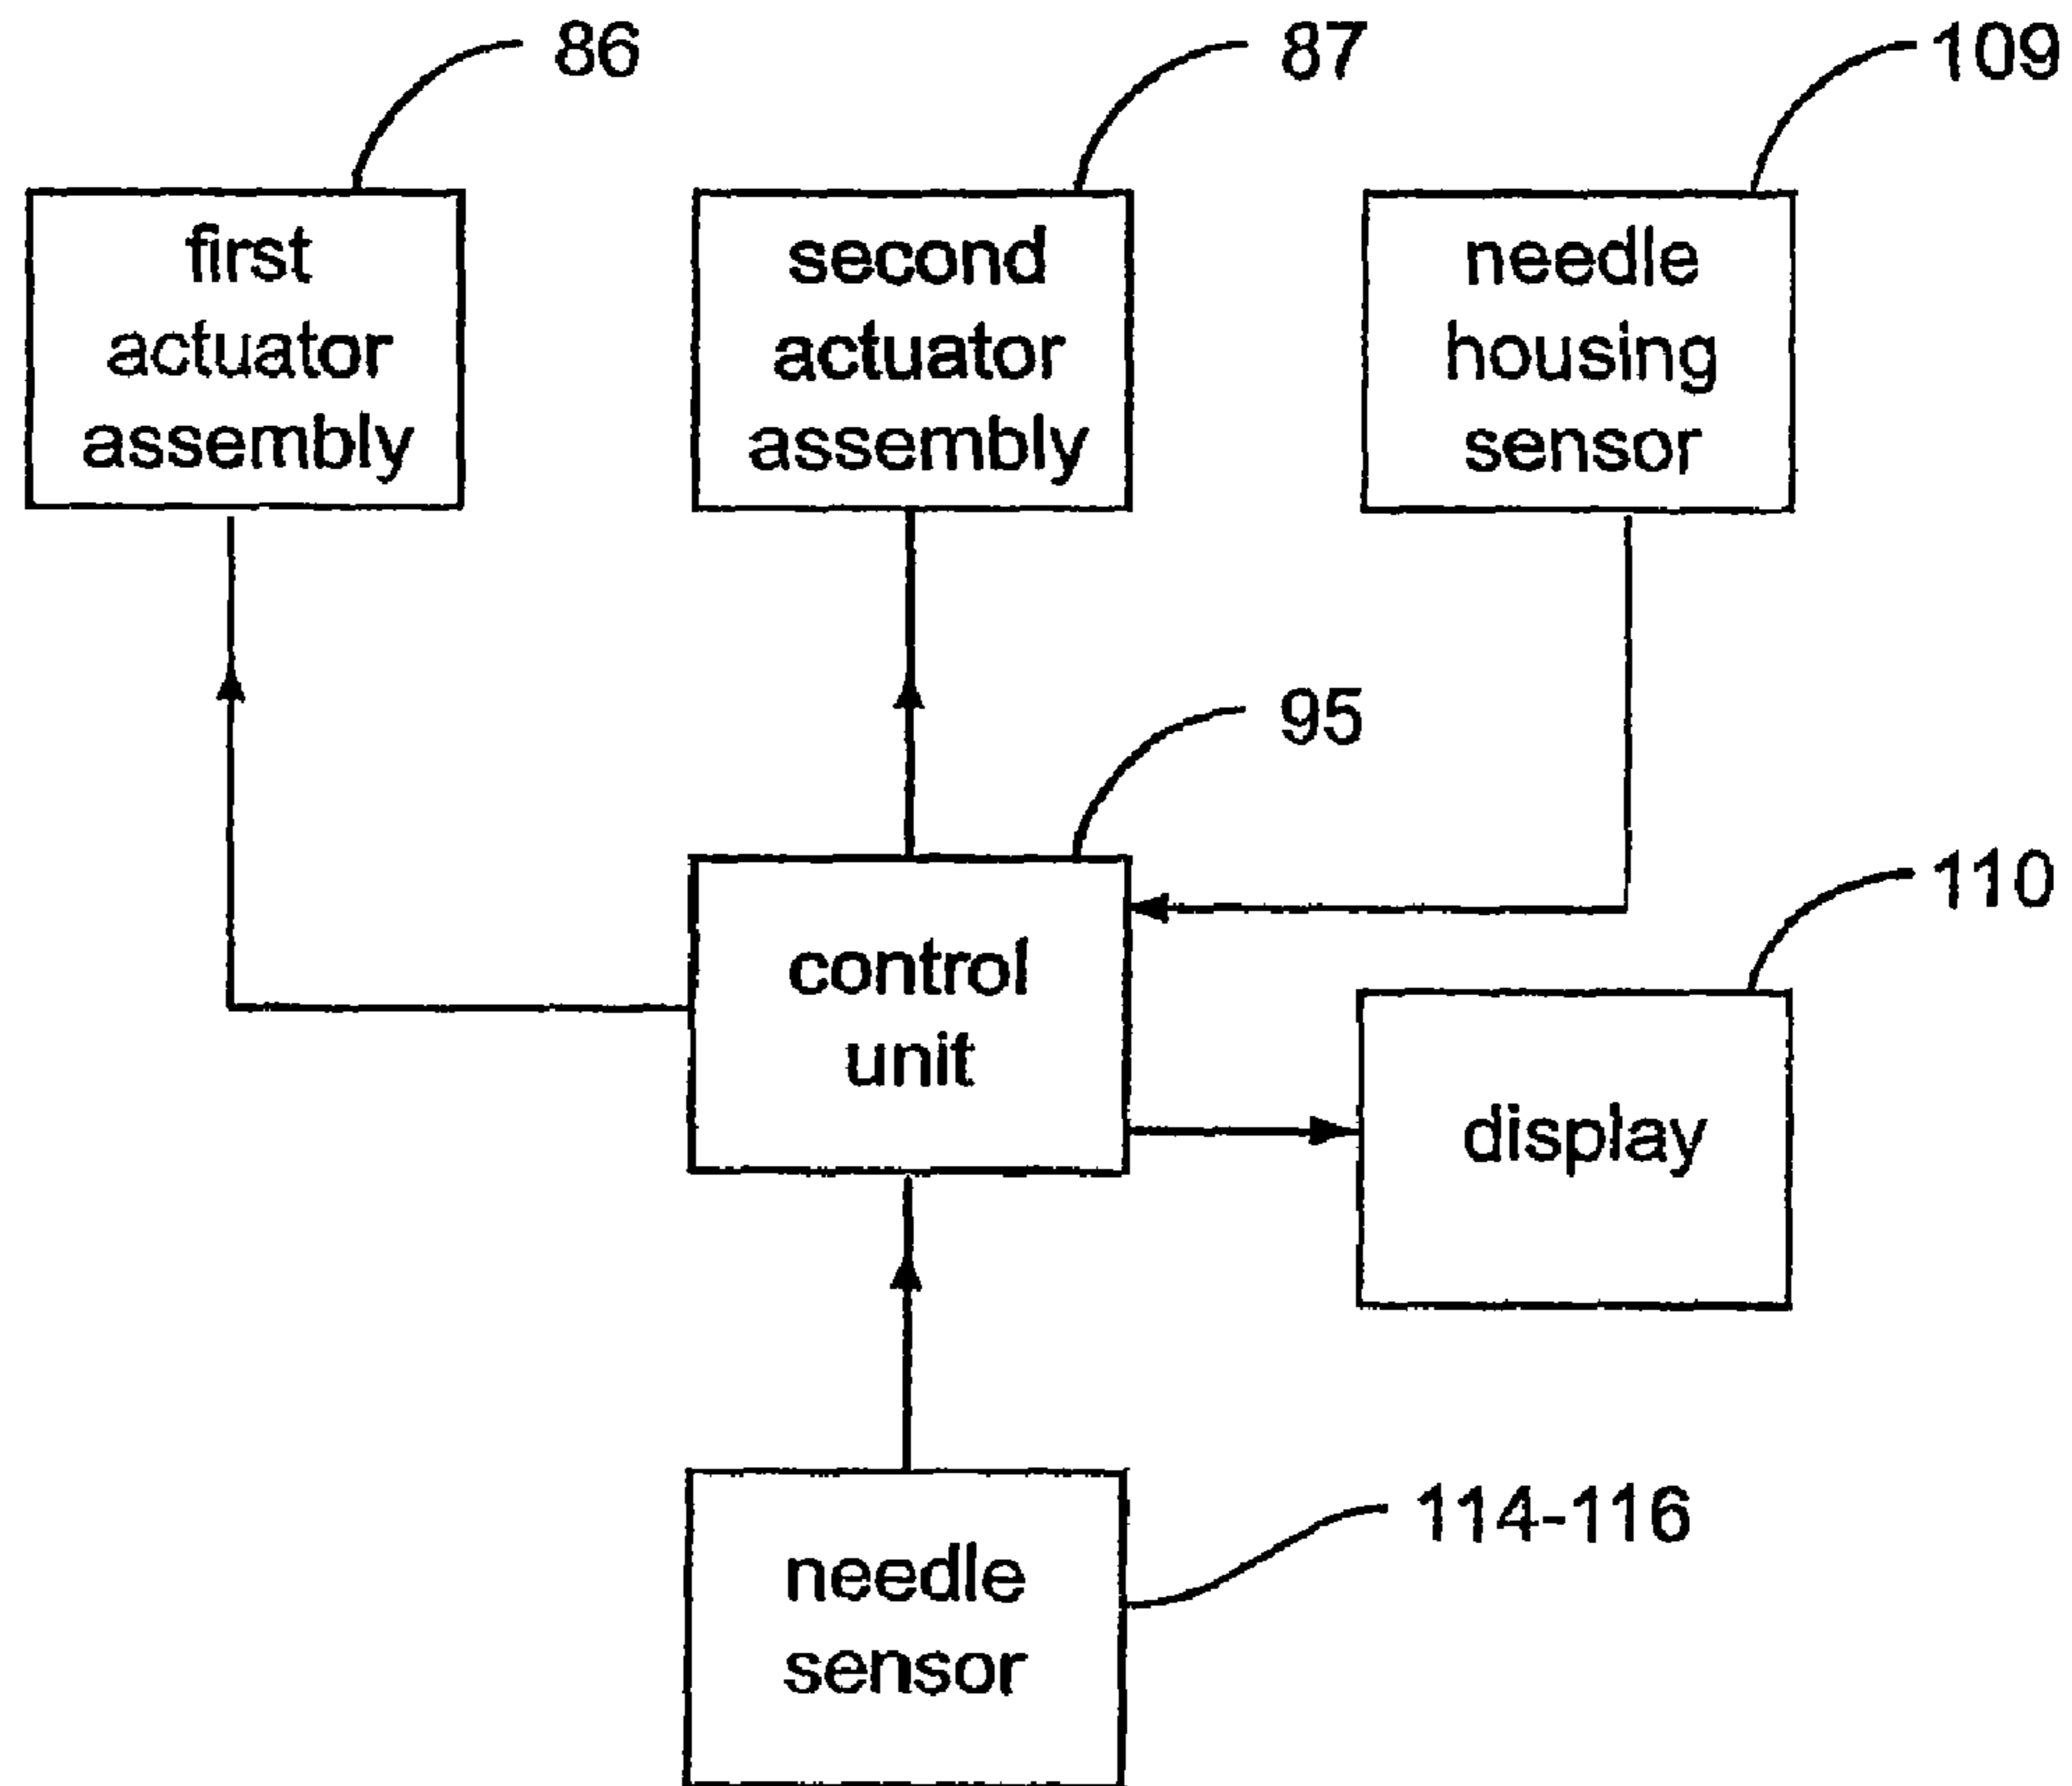 86
87
109
first
actuator
assembly
second
actuator
assembly
needle
housing
sensor
95
110
control
unit
display
114-116
needle
sensor